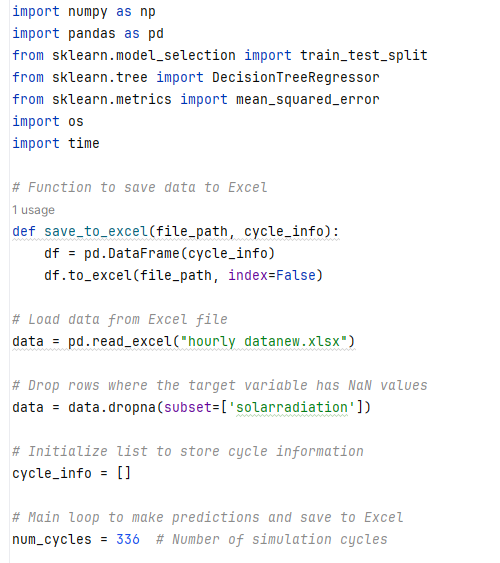 import numpy as np
import pandas as pd
from sklearn.model_selection import train_test_split
from sklearn.tree import DecisionTreeRegressor
from sklearn.metrics import mean_squared_error
import os
import time
# Function to save data to Excel
1 usage
def save_to_excel(file_path, cycle_info):
    df = pd.DataFrame(cycle_info)
    df.to_excel(file_path, index=False)
# Load data from Excel file
data = pd.read_excel("hourly datanew.xlsx")
# Drop rows where the target variable has NaN values
data = data.dropna(subset=['solarradiation'])
# Initialize list to store cycle information
cycle_info = []
# Main loop to make predictions and save to Excel
num_cycles = 336  # Number of simulation cycles